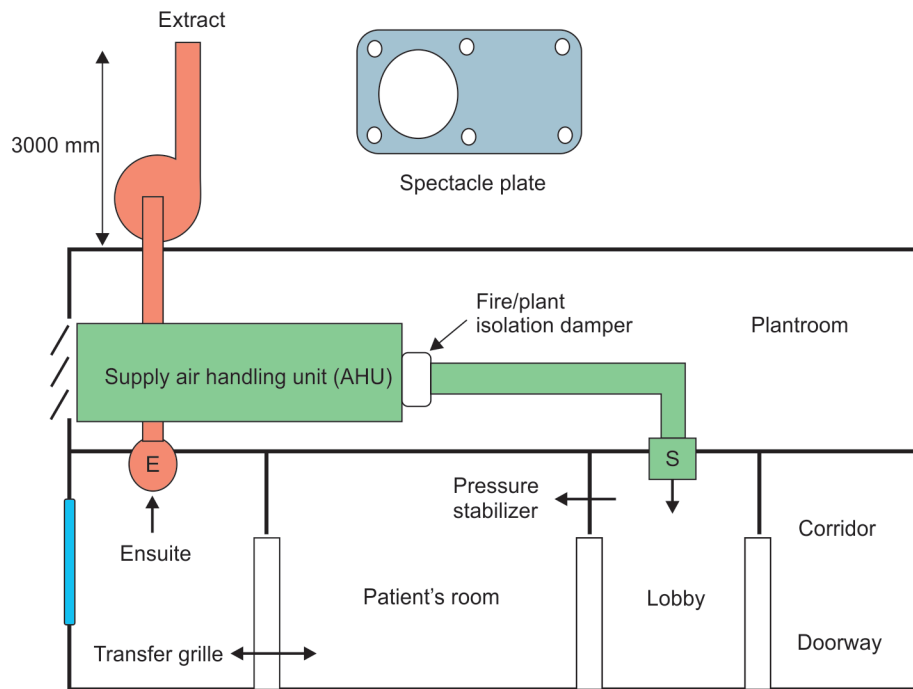 Extract
3000 mm
Spectacle plate
Fire/plant
isolation damper
Plantroom
Supply air handling unit (AHU)
E
S
Pressure
stabilizer
Corridor
Ensuite
Patient's room
Lobby
Doorway
Transfer grille